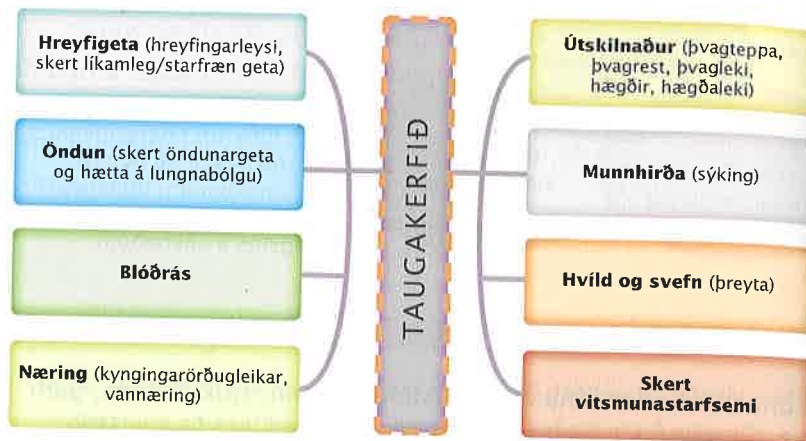 Hreyfigeta (hreyfingarleysi,
skert líkamleg/starfræn geta)
Öndun (skert öndunargeta
og hætta á lungnabólgu)
Blóðrás
Næring (kyngingarörðugleikar,
vannæring)
TAUGAKERFIÐ
Útskilnaður (þvagteppa,
þvagrest, þvagleki,
hægðir, hægðaleki)
Munnhirða (sýking)
Hvíld og svefn (þreyta)
Skert
vitsmunastarfsemi